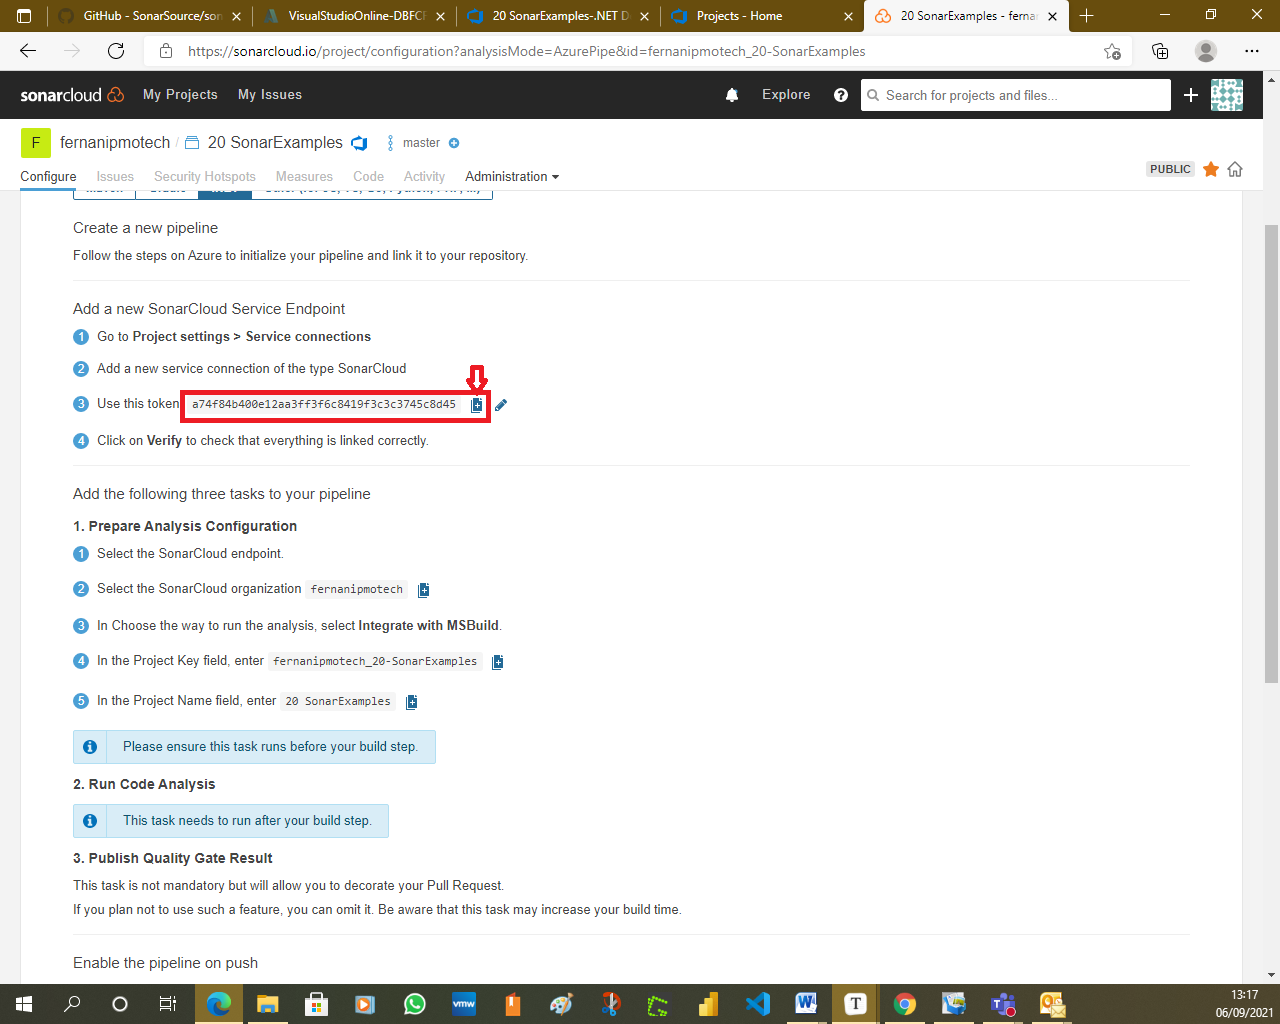 GitHub - SonarSource/son
VisualStudioOnline-DBFCF
20 SonarExamples-.NET D
Projects - Home
20 SonarExamples - fernan
https://sonarcloud.io/project/configuration?analysisMode=AzurePipe&id=fernanipmotech_20-SonarExamples
sonarcloud
My Projects
My Issues
Explore
Search for projects and files...
F
fernanipmotech / 20 SonarExamples
master
Configure
Issues
Security Hotspots
Measures
Code
Activity
Administration
PUBLIC
Create a new pipeline
Follow the steps on Azure to initialize your pipeline and link it to your repository.
Add a new SonarCloud Service Endpoint
1 Go to Project settings > Service connections
2 Add a new service connection of the type SonarCloud
3 Use this token a74f84b400e12aa3ff3f6c8419f3c3c3745c8d45
4 Click on Verify to check that everything is linked correctly.
Add the following three tasks to your pipeline
1. Prepare Analysis Configuration
1 Select the SonarCloud endpoint.
2 Select the SonarCloud organization fernanipmotech
3 In Choose the way to run the analysis, select Integrate with MSBuild.
4 In the Project Key field, enter fernanipmotech_20-SonarExamples
5 In the Project Name field, enter 20 SonarExamples
Please ensure this task runs before your build step.
2. Run Code Analysis
This task needs to run after your build step.
3. Publish Quality Gate Result
This task is not mandatory but will allow you to decorate your Pull Request.
If you plan not to use such a feature, you can omit it. Be aware that this task may increase your build time.
Enable the pipeline on push
vmw
W
T
13:17
06/09/2021